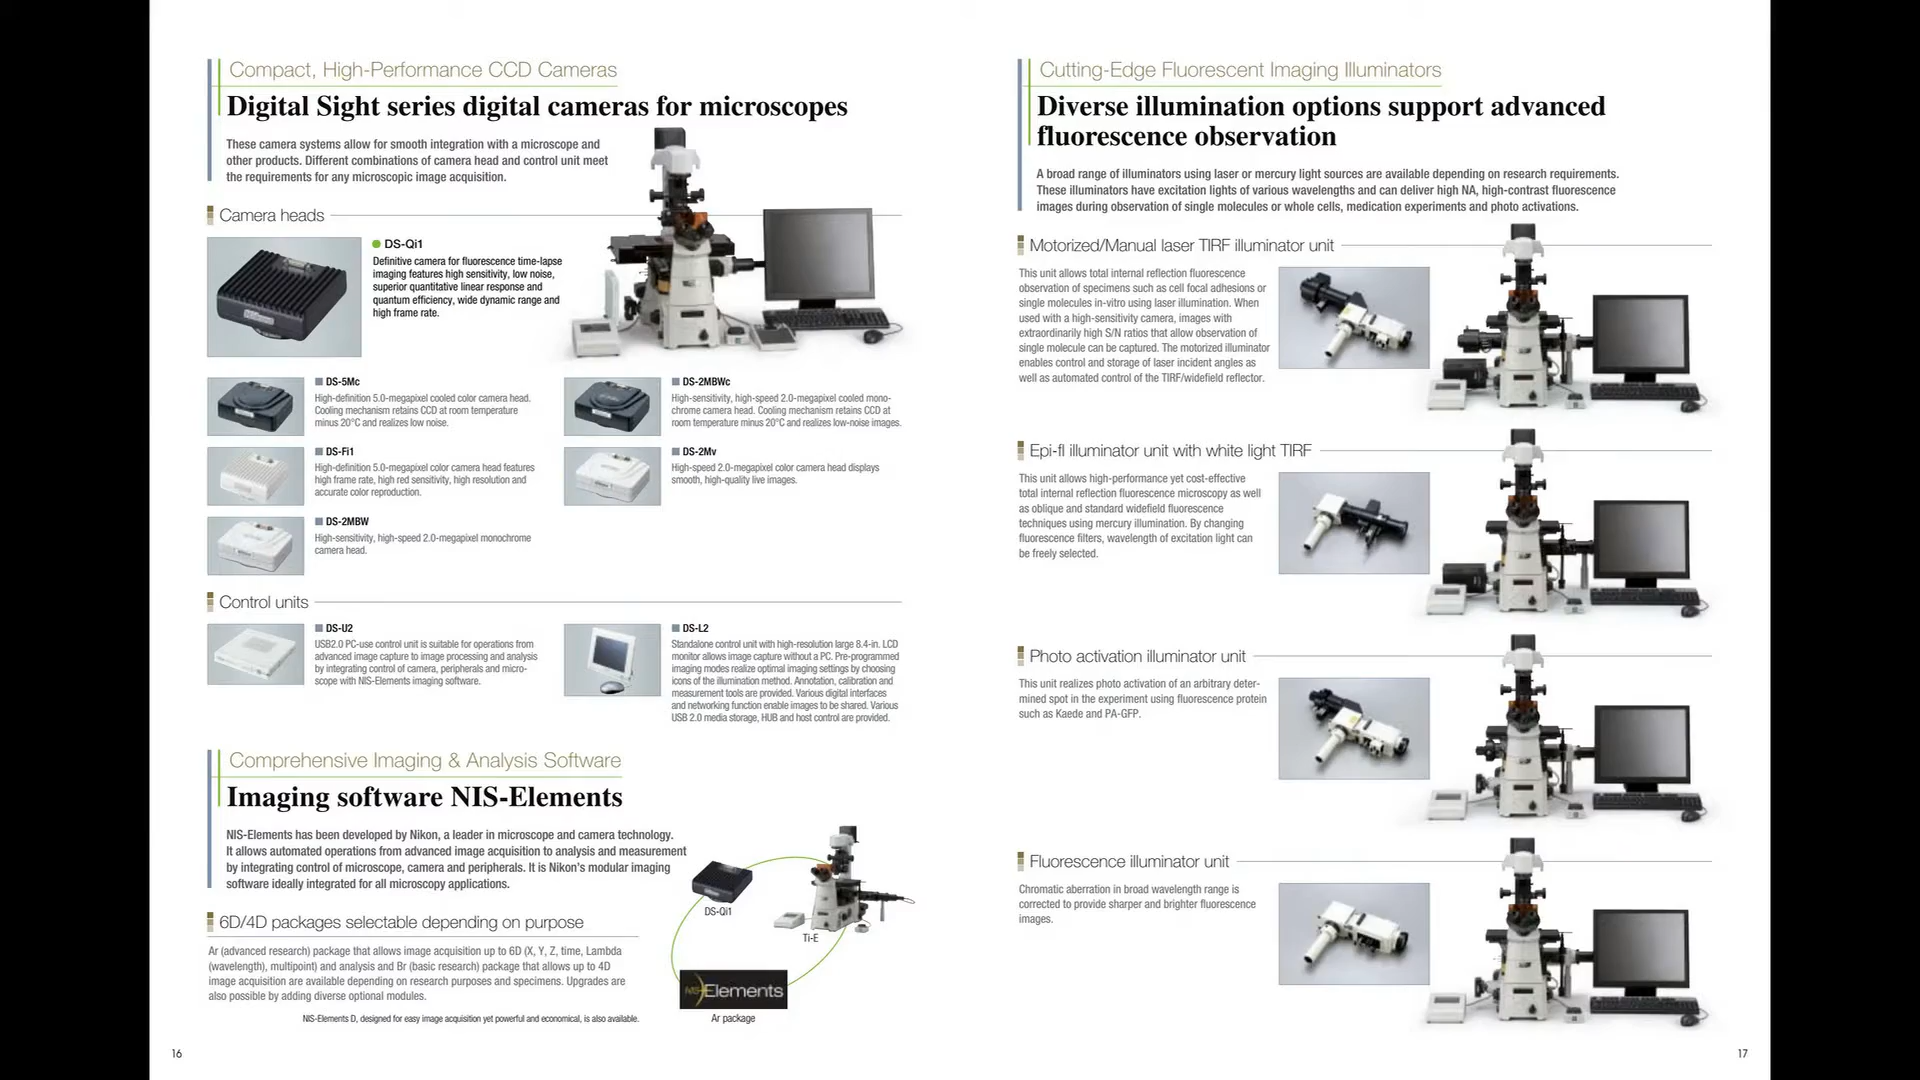 Compact, High-Performance CCD Cameras
Digital Sight series digital cameras for microscopes
These camera systems allow for smooth integration with a microscope and
other products. Different combinations of camera head and control unit meet
the requirements for any microscopic image acquisition.
Camera heads
DS-Qi1
Definitive camera for fluorescence time-lapse
imaging features high sensitivity, low noise,
superior quantitative linear response and
quantum efficiency, wide dynamic range and
high frame rate.
DS-5Mc
High-definition 5.0-megapixel cooled color camera head.
Cooling mechanism retains CCD at room temperature
minus 20°C and realizes low noise.
DS-2MBWc
High-sensitivity, high-speed 2.0-megapixel cooled mono-
chrome camera head. Cooling mechanism retains CCD at
room temperature minus 20°C and realizes low-noise images.
DS-Fi1
High-definition 5.0-megapixel color camera head features
high frame rate, high red sensitivity, high resolution and
accurate color reproduction.
DS-2Mv
High-speed 2.0-megapixel color camera head displays
smooth, high-quality live images.
DS-2MBW
High-sensitivity, high-speed 2.0-megapixel monochrome
camera head.
Control units
DS-U2
USB2.0 PC-use control unit is suitable for operations from
advanced image capture to image processing and analysis
by integrating control of camera, peripherals and micro-
scope with NIS-Elements imaging software.
DS-L2
Standalone control unit with high-resolution large 8.4-in. LCD
monitor allows image capture without a PC. Pre-programmed
imaging modes realize optimal imaging settings by choosing
icons of the illumination method. Annotation, calibration and
measurement tools are provided. Various digital interfaces
and networking function enable images to be shared. Various
USB 2.0 media storage, HUB and host control are provided.
Comprehensive Imaging & Analysis Software
Imaging software NIS-Elements
NIS-Elements has been developed by Nikon, a leader in microscope and camera technology.
It allows automated operations from advanced image acquisition to analysis and measurement
by integrating control of microscope, camera and peripherals. It is Nikon's modular imaging
software ideally integrated for all microscopy applications.
6D/4D packages selectable depending on purpose
Ar (advanced research) package that allows image acquisition up to 6D (X, Y, Z, time, Lambda
(wavelength), multipoint) and analysis and Br (basic research) package that allows up to 4D
image acquisition are available depending on research purposes and specimens. Upgrades are
also possible by adding diverse optional modules.
NIS-Elements D, designed for easy image acquisition yet powerful and economical, is also available.
DS-Qi1
Ti-E
NIS-Elements
Ar package
16
Cutting-Edge Fluorescent Imaging Illuminators
Diverse illumination options support advanced
fluorescence observation
A broad range of illuminators using laser or mercury light sources are available depending on research requirements.
These illuminators have excitation lights of various wavelengths and can deliver high NA, high-contrast fluorescence
images during observation of single molecules or whole cells, medication experiments and photo activations.
Motorized/Manual laser TIRF illuminator unit
This unit allows total internal reflection fluorescence
observation of specimens such as cell focal adhesions or
single molecules in-vitro using laser illumination. When
used with a high-sensitivity camera, images with
extraordinarily high S/N ratios that allow observation of
single molecule can be captured. The motorized illuminator
enables control and storage of laser incident angles as
well as automated control of the TIRF/widefield reflector.
Epi-fl illuminator unit with white light TIRF
This unit allows high-performance yet cost-effective
total internal reflection fluorescence microscopy as well
as oblique and standard widefield fluorescence
techniques using mercury illumination. By changing
fluorescence filters, wavelength of excitation light can
be freely selected.
Photo activation illuminator unit
This unit realizes photo activation of an arbitrary deter-
mined spot in the experiment using fluorescence protein
such as Kaede and PA-GFP.
Fluorescence illuminator unit
Chromatic aberration in broad wavelength range is
corrected to provide sharper and brighter fluorescence
images.
17